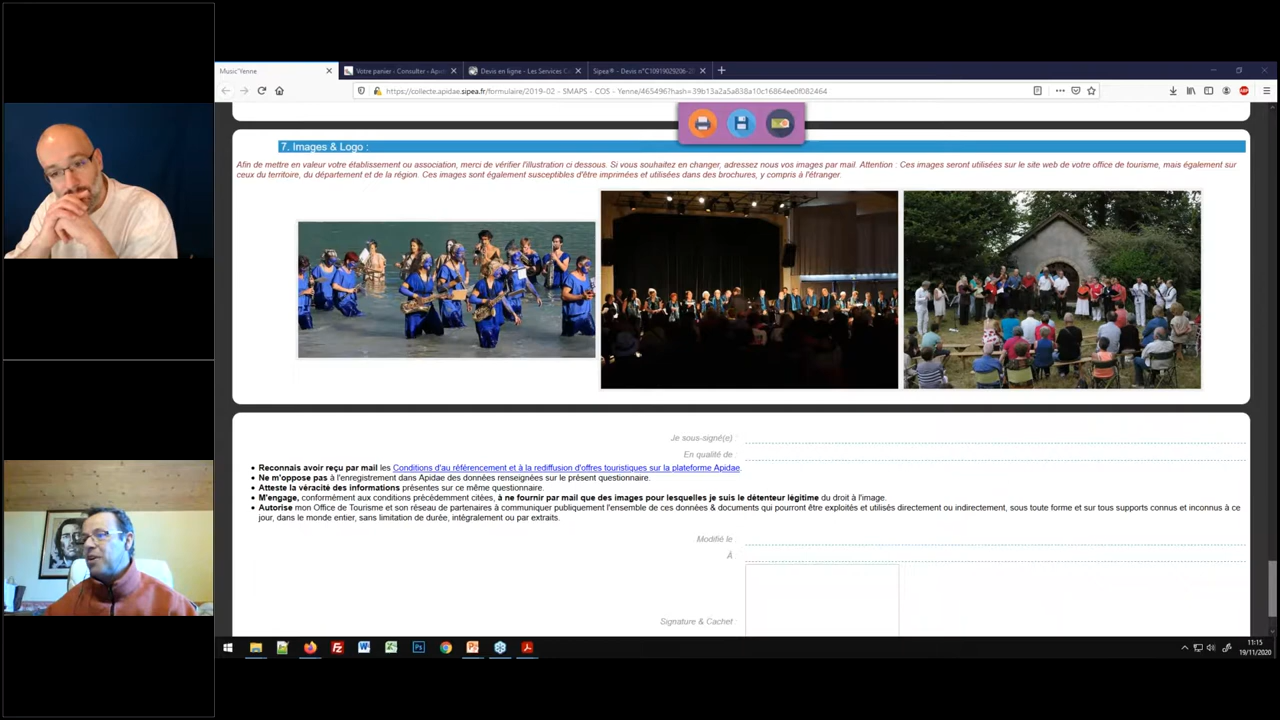 Music'Yenne
Votre panier - Consulter - Apid
Devis en ligne - Les Services C
Sipea® - Devis n°C10919029206-2
https://collecte.apidae.sipea.fr/formulaire/2019-02 - SMAPS - COS - Yenne/465496?hash=39b13a2a5a838a10c16864ee0f082464
7. Images & Logo :
Afin de mettre en valeur votre établissement ou association, merci de vérifier l'illustration ci dessous. Si vous souhaitez en changer, adressez nous vos images par mail. Attention : Ces images seront utilisées sur le site web de votre office de tourisme, mais également sur
ceux du territoire, du département et de la région. Ces images sont également susceptibles d'être imprimées et utilisées dans des brochures, y compris à l'étranger.
Je sous-signé(e) :
En qualité de :
• Reconnais avoir reçu par mail les Conditions d'au référencement et à la rediffusion d'offres touristiques sur la plateforme Apidae.
• Ne m'oppose pas à l'enregistrement dans Apidae des données renseignées sur le présent questionnaire.
• Atteste la véracité des informations présentes sur ce même questionnaire.
• M'engage, conformément aux conditions précédemment citées, à ne fournir par mail que des images pour lesquelles je suis le détenteur légitime du droit à l'image.
• Autorise mon Office de Tourisme et son réseau de partenaires à communiquer publiquement l'ensemble de ces données & documents qui pourront être exploités et utilisés directement ou indirectement, sous toute forme et sur tous supports connus et inconnus à ce
jour, dans le monde entier, sans limitation de durée, intégralement ou par extraits.
Modifié le :
À
Signature & Cachet :
11:15
19/11/2020